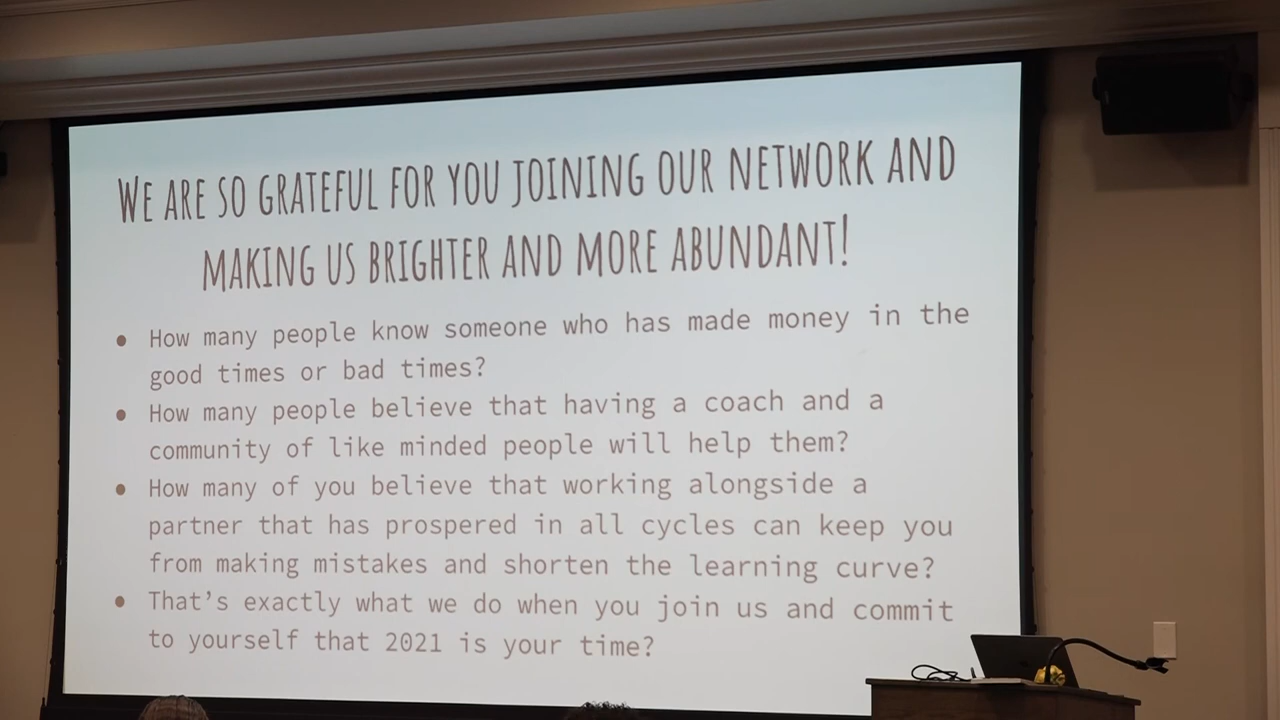 We are so grateful for you joining our network and
making us brighter and more abundant!
• How many people know someone who has made money in the
good times or bad times?
• How many people believe that having a coach and a
community of like minded people will help them?
• How many of you believe that working alongside a
partner that has prospered in all cycles can keep you
from making mistakes and shorten the learning curve?
• That's exactly what we do when you join us and commit
to yourself that 2021 is your time?